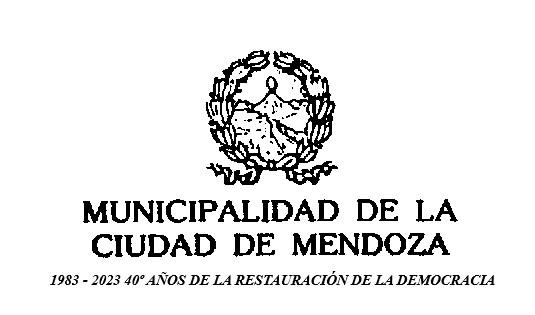 MUNICIPALIDAD DE LA
CIUDAD DE MENDOZA
1983 - 2023 40º AÑOS DE LA RESTAURACIÓN DE LA DEMOCRACIA